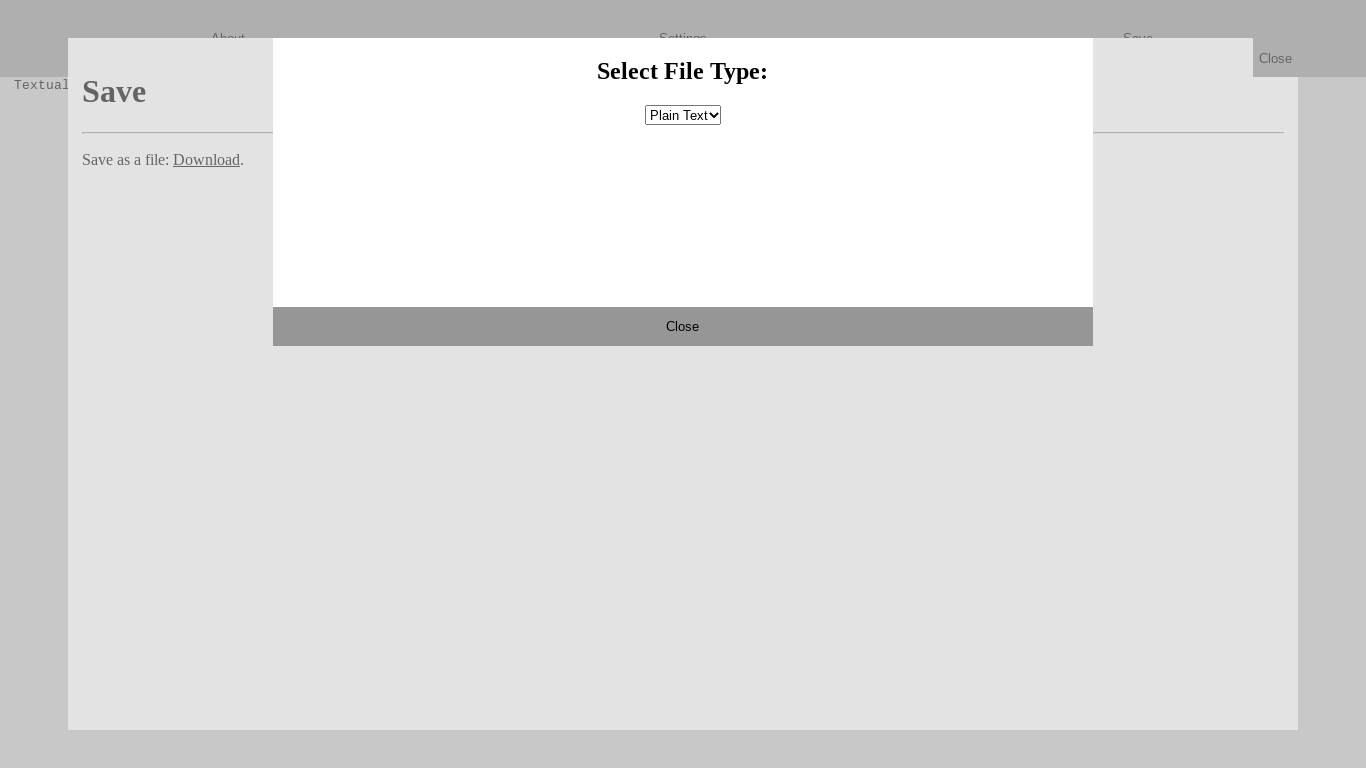 About
Settings
Save
Close
Textual
Save
Save as a file: Download.
Select File Type:
Plain Text
Close